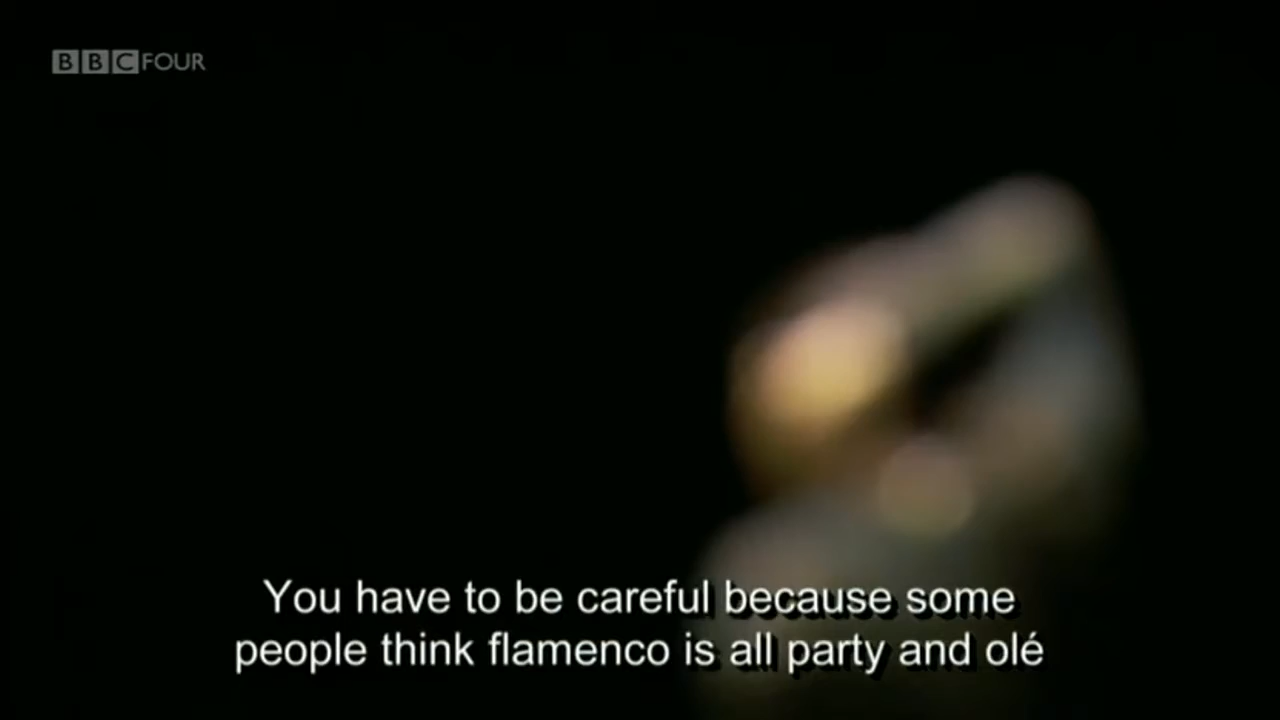 BBC FOUR
You have to be careful because some
people think flamenco is all party and olé